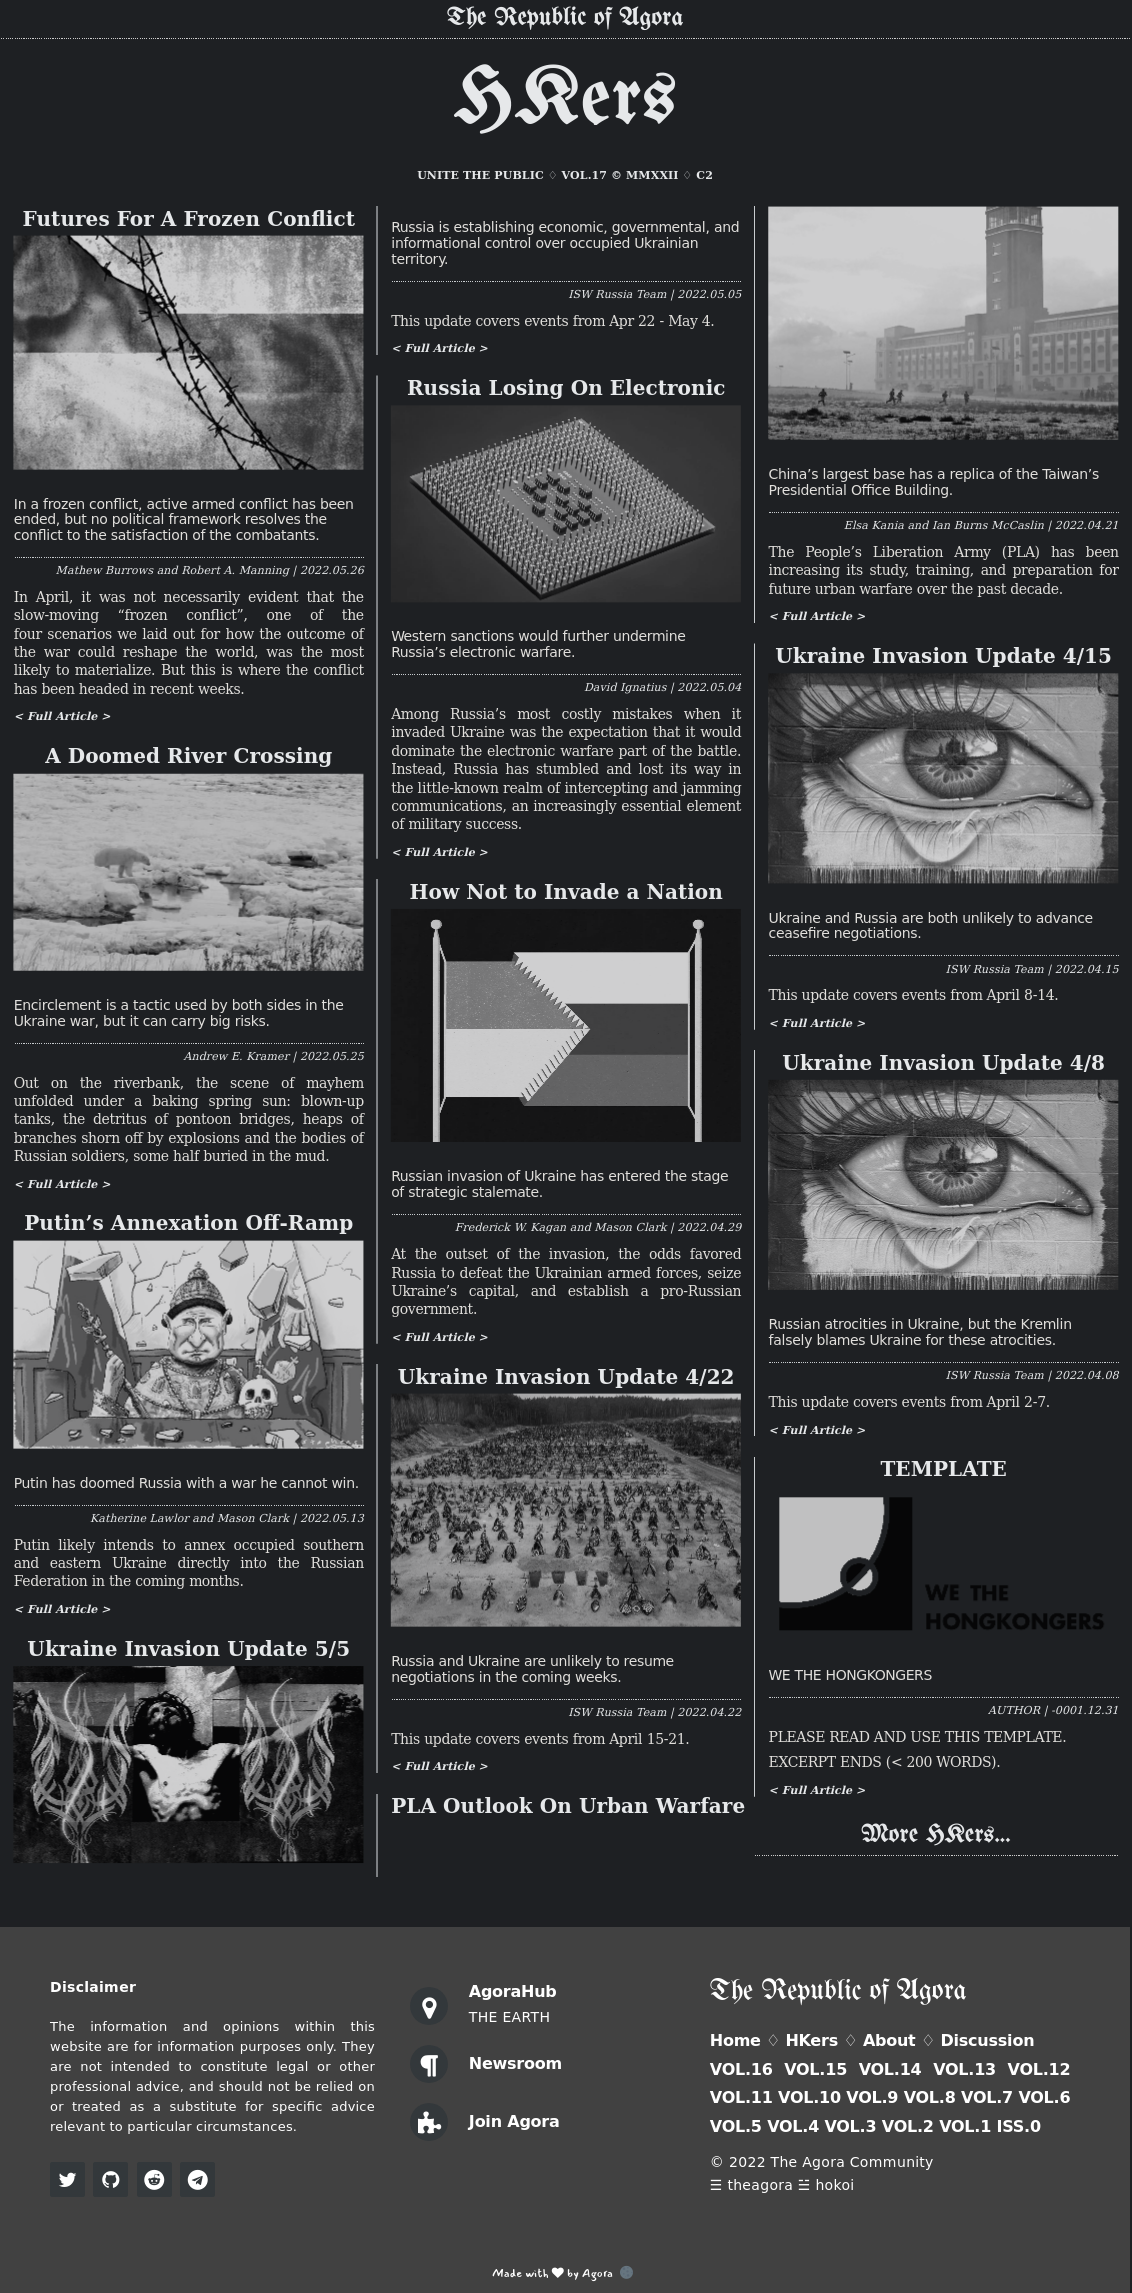 The Republic of Agora
HKers
UNITE THE PUBLIC ♢ VOL.17 © MMXXII ♢ C2
Futures For A Frozen Conflict
In a frozen conflict, active armed conflict has been
ended, but no political framework resolves the
conflict to the satisfaction of the combatants.
Mathew Burrows and Robert A. Manning | 2022.05.26
In April, it was not necessarily evident that the
slow-moving “frozen conflict”, one of the
four scenarios we laid out for how the outcome of
the war could reshape the world, was the most
likely to materialize. But this is where the conflict
has been headed in recent weeks.
< Full Article >
A Doomed River Crossing
Encirclement is a tactic used by both sides in the
Ukraine war, but it can carry big risks.
Andrew E. Kramer | 2022.05.25
Out on the riverbank, the scene of mayhem
unfolded under a baking spring sun: blown-up
tanks, the detritus of pontoon bridges, heaps of
branches shorn off by explosions and the bodies of
Russian soldiers, some half buried in the mud.
< Full Article >
Putin’s Annexation Off-Ramp
Putin has doomed Russia with a war he cannot win.
Katherine Lawlor and Mason Clark | 2022.05.13
Putin likely intends to annex occupied southern
and eastern Ukraine directly into the Russian
Federation in the coming months.
< Full Article >
Ukraine Invasion Update 5/5
Russia is establishing economic, governmental, and
informational control over occupied Ukrainian
territory.
ISW Russia Team | 2022.05.05
This update covers events from Apr 22 - May 4.
< Full Article >
Russia Losing On Electronic
Western sanctions would further undermine
Russia’s electronic warfare.
David Ignatius | 2022.05.04
Among Russia’s most costly mistakes when it
invaded Ukraine was the expectation that it would
dominate the electronic warfare part of the battle.
Instead, Russia has stumbled and lost its way in
the little-known realm of intercepting and jamming
communications, an increasingly essential element
of military success.
< Full Article >
How Not to Invade a Nation
Russian invasion of Ukraine has entered the stage
of strategic stalemate.
Frederick W. Kagan and Mason Clark | 2022.04.29
At the outset of the invasion, the odds favored
Russia to defeat the Ukrainian armed forces, seize
Ukraine’s capital, and establish a pro-Russian
government.
< Full Article >
Ukraine Invasion Update 4/22
Russia and Ukraine are unlikely to resume
negotiations in the coming weeks.
ISW Russia Team | 2022.04.22
This update covers events from April 15-21.
< Full Article >
PLA Outlook On Urban Warfare
China’s largest base has a replica of the Taiwan’s
Presidential Office Building.
Elsa Kania and Ian Burns McCaslin | 2022.04.21
The People’s Liberation Army (PLA) has been
increasing its study, training, and preparation for
future urban warfare over the past decade.
< Full Article >
Ukraine Invasion Update 4/15
Ukraine and Russia are both unlikely to advance
ceasefire negotiations.
ISW Russia Team | 2022.04.15
This update covers events from April 8-14.
< Full Article >
Ukraine Invasion Update 4/8
Russian atrocities in Ukraine, but the Kremlin
falsely blames Ukraine for these atrocities.
ISW Russia Team | 2022.04.08
This update covers events from April 2-7.
< Full Article >
TEMPLATE
WE THE
HONGKONGERS
WE THE HONGKONGERS
AUTHOR | -0001.12.31
PLEASE READ AND USE THIS TEMPLATE.
EXCERPT ENDS (< 200 WORDS).
< Full Article >
More HKers...
Disclaimer
The information and opinions within this
website are for information purposes only. They
are not intended to constitute legal or other
professional advice, and should not be relied on
or treated as a substitute for specific advice
relevant to particular circumstances.
AgoraHub
THE EARTH
Newsroom
Join Agora
The Republic of Agora
Home ♢ HKers ♢ About ♢ Discussion
VOL.16 VOL.15 VOL.14 VOL.13 VOL.12
VOL.11 VOL.10 VOL.9 VOL.8 VOL.7 VOL.6
VOL.5 VOL.4 VOL.3 VOL.2 VOL.1 ISS.0
© 2022 The Agora Community
☰ theagora ☱ hokoi
Made with ❤ by Agora